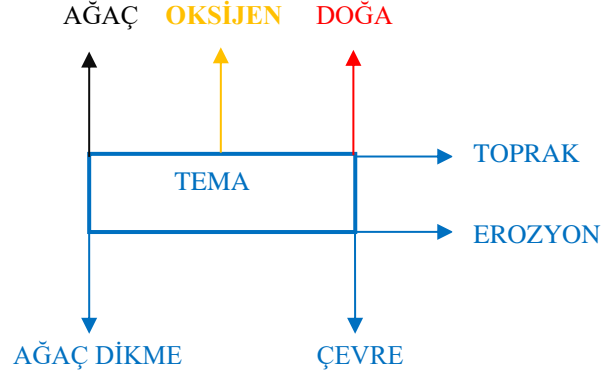 AĞAÇ OKSİJEN DOĞA
TOPRAK
TEMA
EROZYON
AĞAÇ DİKME ÇEVRE